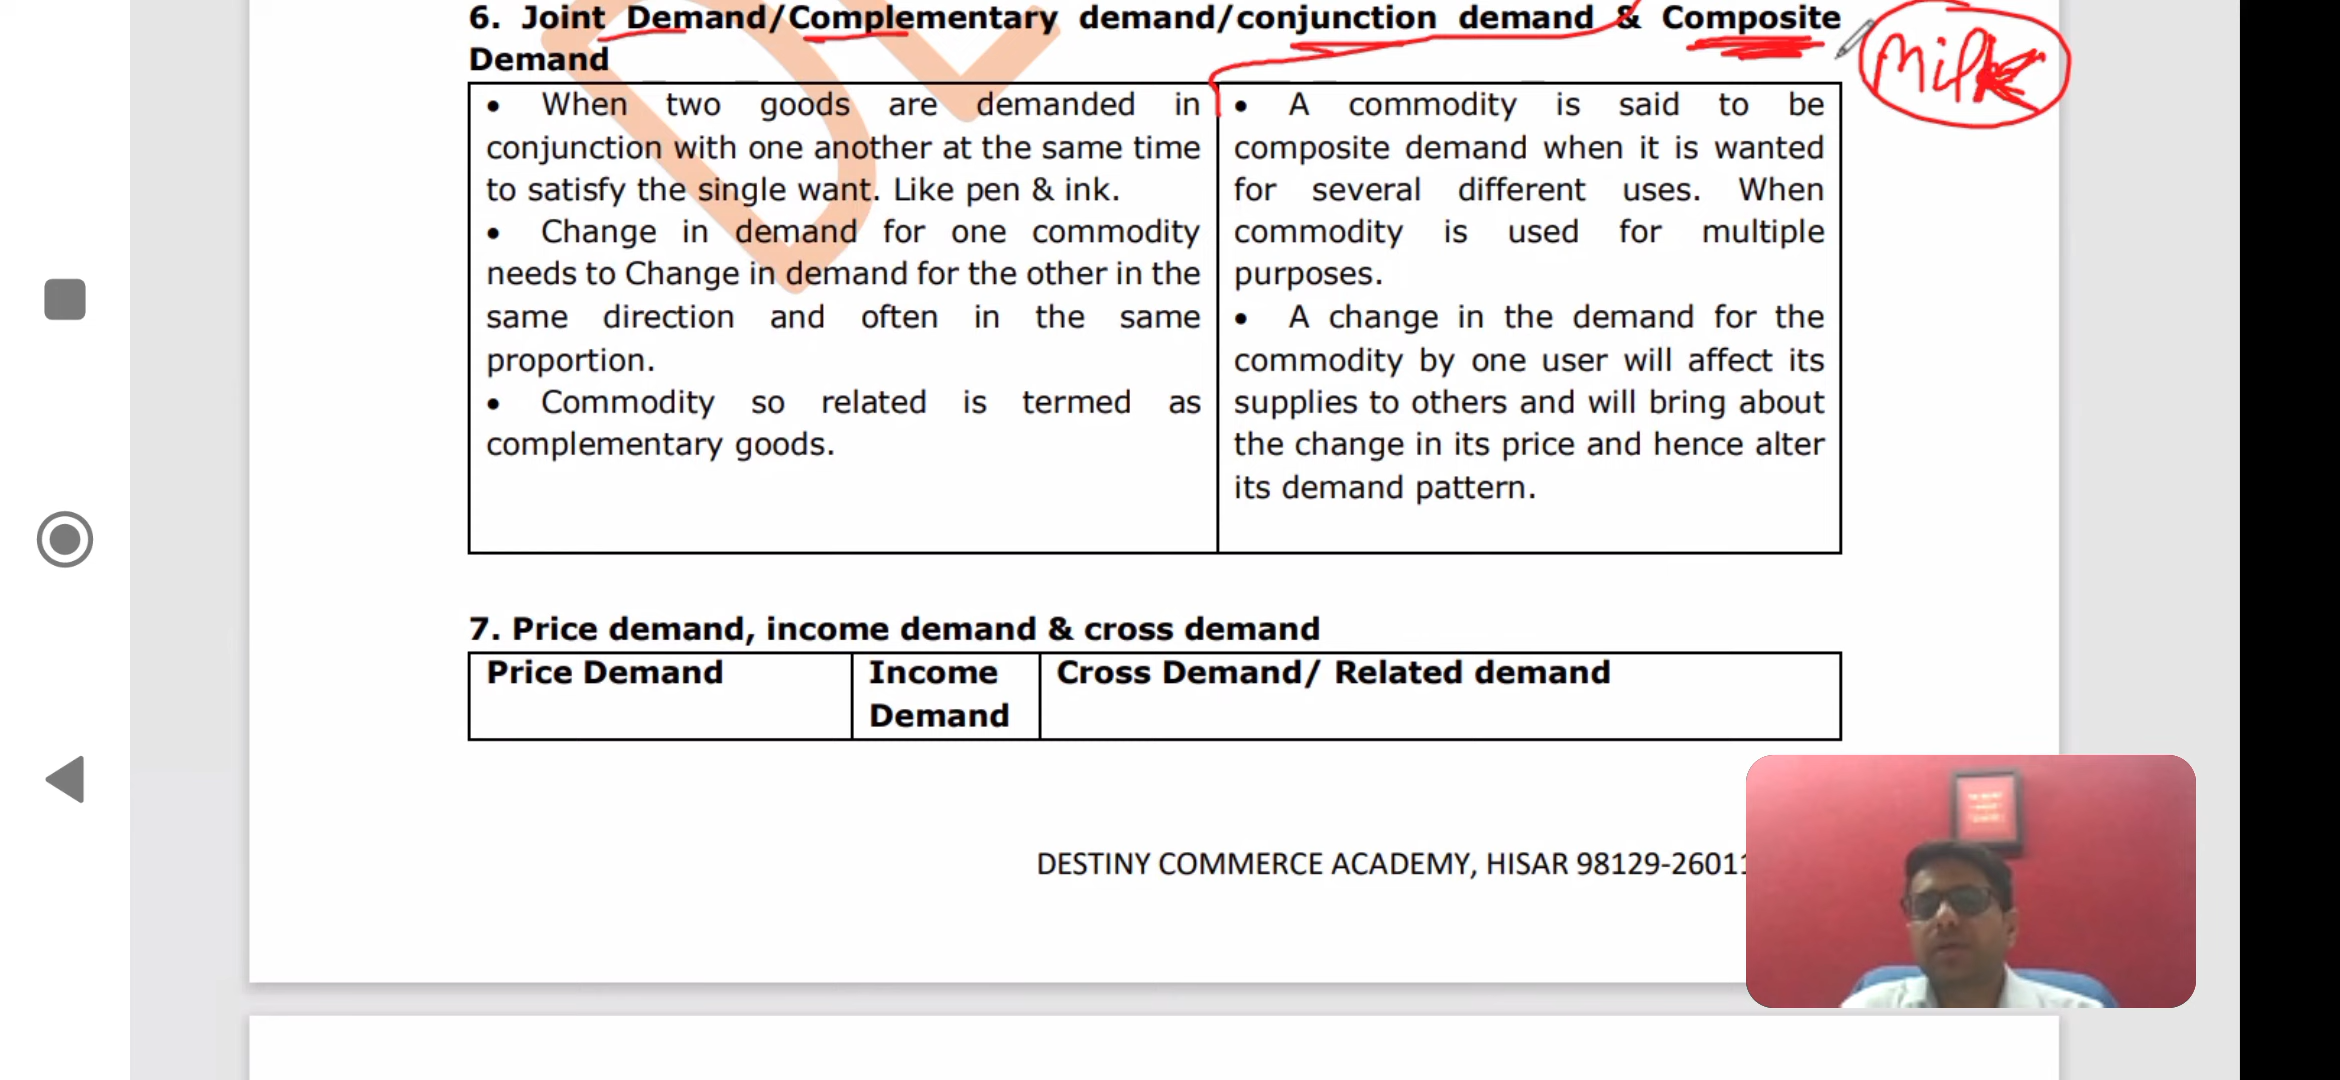 6. Joint Demand/Complementary demand/conjunction demand & Composite
Demand
Milk
• When two goods are demanded in
conjunction with one another at the same time
to satisfy the single want. Like pen & ink.
• Change in demand for one commodity
needs to Change in demand for the other in the
same direction and often in the same
proportion.
• Commodity so related is termed as
complementary goods.
• A commodity is said to be
composite demand when it is wanted
for several different uses. When
commodity is used for multiple
purposes.
• A change in the demand for the
commodity by one user will affect its
supplies to others and will bring about
the change in its price and hence alter
its demand pattern.
7. Price demand, income demand & cross demand
Price Demand
Income
Demand
Cross Demand/ Related demand
DESTINY COMMERCE ACADEMY, HISAR